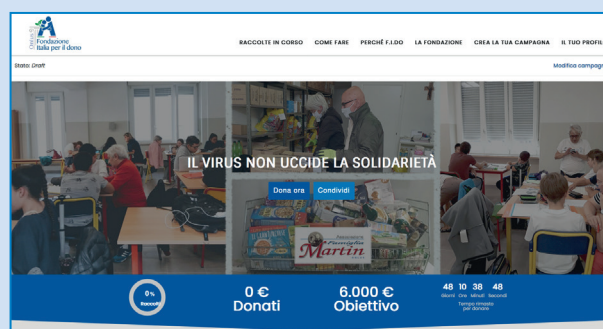 Fondazione
Italia per il dono
RACCOLTE IN CORSO COME FARE PERCHÉ F.I.DO LA FONDAZIONE CREA LA TUA CAMPAGNA IL TUO PROFIL
Stato: Draft
Modifica campagn
IL VIRUS NON UCCIDE LA SOLIDARIETÀ
Dona ora Condividi
Martin
0%
Raccolti
0 €
Donati
6.000 €
Obiettivo
48 10 38 48
Giorni Ore Minuti Secondi
Tempo rimasto
per donare